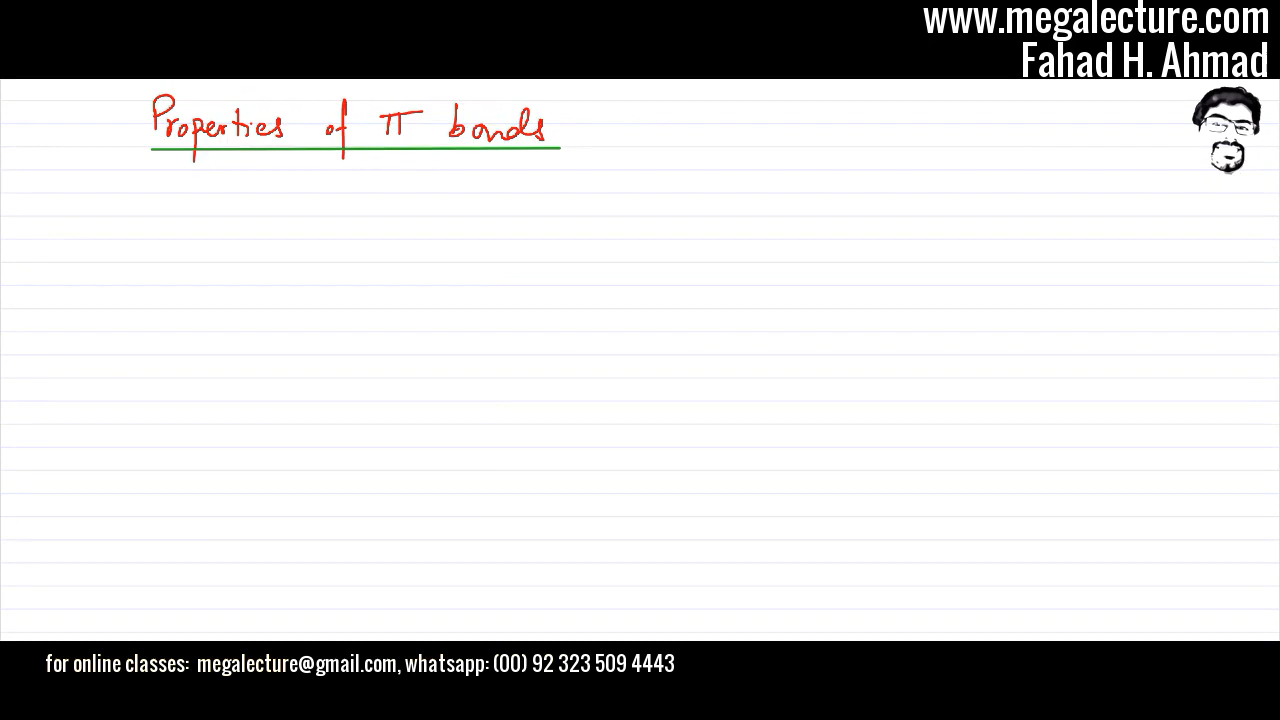 www.megalecture.com
Fahad H. Ahmad
Properties of π bonds
for online classes: megalecture@gmail.com, whatsapp: (00) 92 323 509 4443